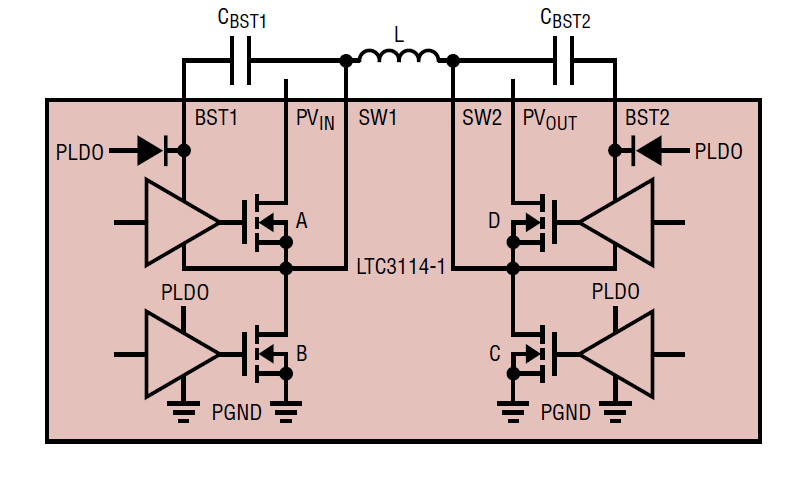 CBST1
L
CBST2
BST1
PVIN
SW1
SW2
PVOUT
BST2
PLDO
PLDO
A
D
LTC3114-1
PLDO
PLDO
B
C
PGND
PGND